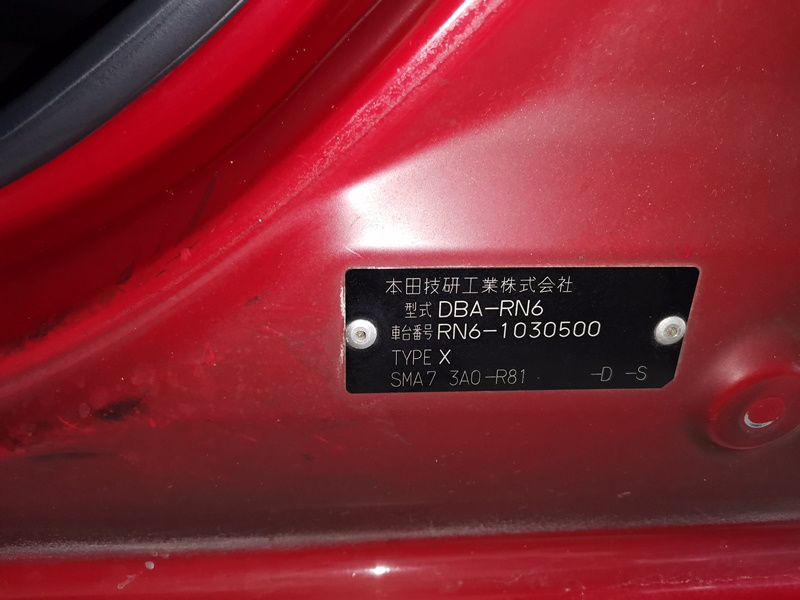 本田技研工業株式会社
型式 DBA-RN6
車台番号 RN6-1030500
TYPE X
SMA7 3A0-R81 -D -S